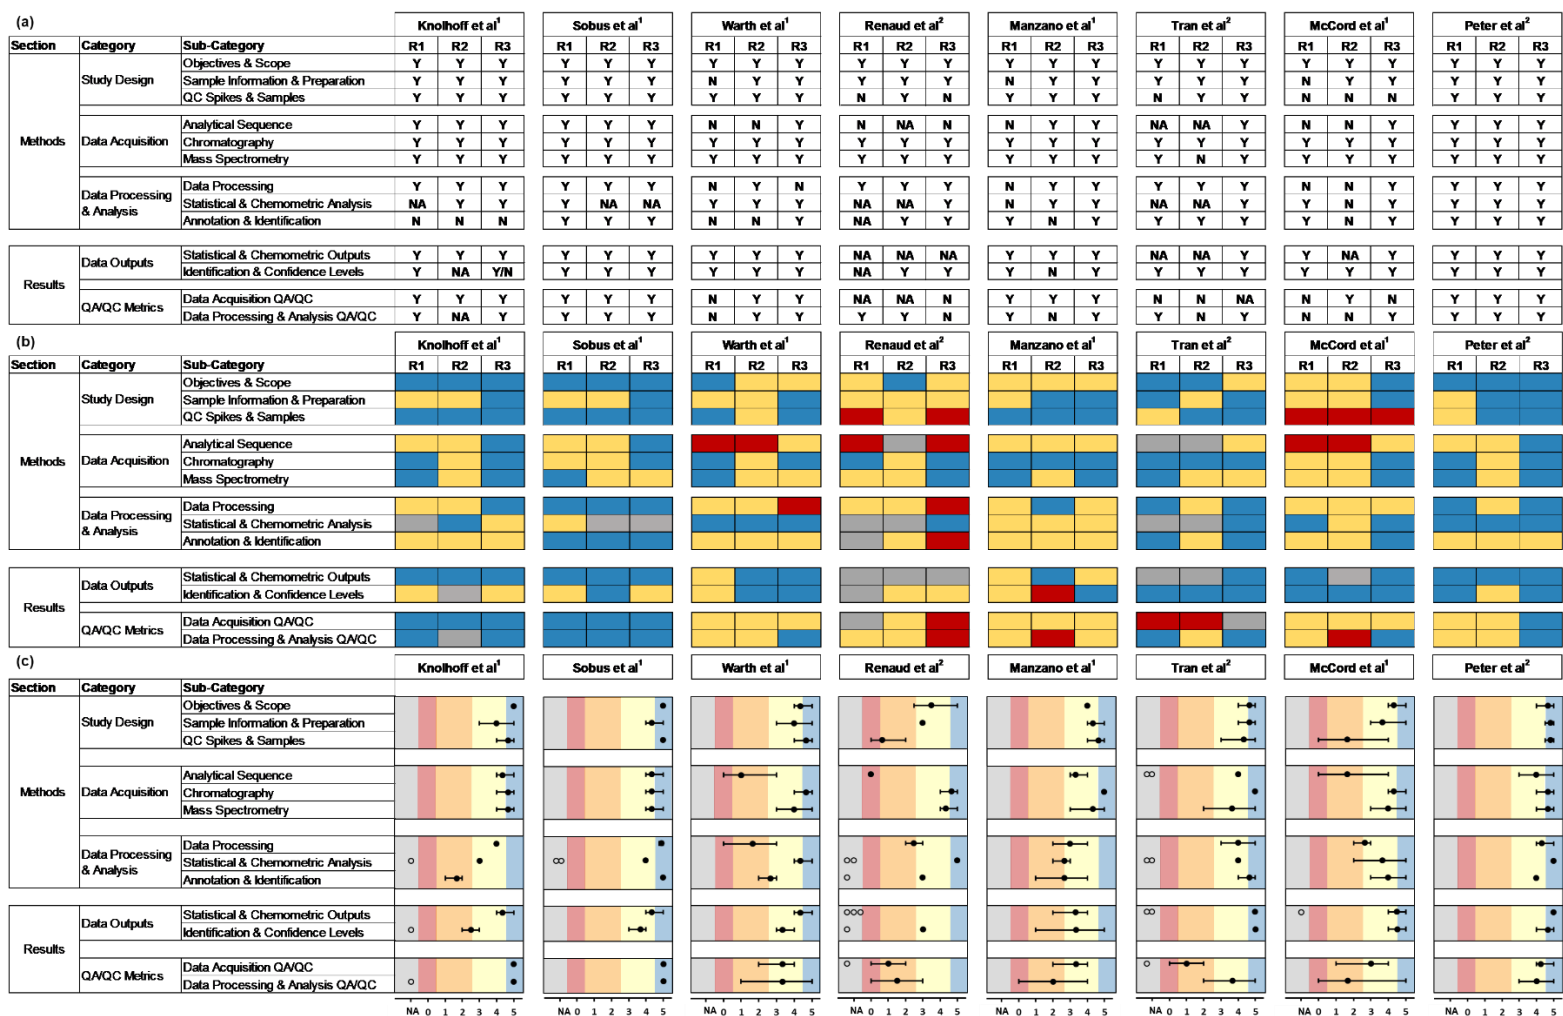 (a) Knolhoff et al1 Sobus et al1 Warth et al1 Renaud et al2 Manzano et al1 Tran et al2 McCord et al1 Peter et al2
Section Category Sub-Category R1 R2 R3 R1 R2 R3 R1 R2 R3 R1 R2 R3 R1 R2 R3 R1 R2 R3 R1 R2 R3 R1 R2 R3
Methods
Study Design
Objectives & Scope Y Y Y Y Y Y Y Y Y Y Y Y Y Y Y Y Y Y Y Y Y Y Y Y
Sample Information & Preparation Y Y Y Y Y Y N Y Y Y Y Y N Y Y Y Y Y N Y Y Y Y Y
QC Spikes & Samples Y Y Y Y Y Y Y Y Y N Y N Y Y Y N Y Y N N N Y Y Y
Data Acquisition
Analytical Sequence Y Y Y Y Y Y N N Y N NA N N Y Y NA NA Y N N Y Y Y Y
Chromatography Y Y Y Y Y Y Y Y Y Y Y Y Y Y Y Y Y Y Y Y Y Y Y Y
Mass Spectrometry Y Y Y Y Y Y Y Y Y Y Y Y Y Y Y Y N Y Y Y Y Y Y Y
Data Processing & Analysis
Data Processing Y Y Y Y Y Y N Y N Y Y Y N Y Y Y Y Y N N Y Y Y Y
Statistical & Chemometric Analysis NA Y Y Y NA NA Y Y Y NA NA Y N Y Y NA NA Y Y N Y Y Y Y
Annotation & Identification N N N Y Y Y N N Y NA Y Y Y N Y Y Y Y Y N Y Y Y Y
Results
Data Outputs
Statistical & Chemometric Outputs Y Y Y Y Y Y Y Y Y NA NA NA Y Y Y NA NA Y Y NA Y Y Y Y
Identification & Confidence Levels Y NA Y/N Y Y Y Y Y Y NA Y Y Y N Y Y Y Y Y Y Y Y Y Y
QA/QC Metrics
Data Acquisition QA/QC Y Y Y Y Y Y N Y Y NA NA N Y Y Y N N NA N Y N Y Y Y
Data Processing & Analysis QA/QC Y NA Y Y Y Y N Y Y Y Y N Y N Y Y N Y N N Y Y Y Y
(b) Knolhoff et al1 Sobus et al1 Warth et al1 Renaud et al2 Manzano et al1 Tran et al2 McCord et al1 Peter et al2
Section Category Sub-Category R1 R2 R3 R1 R2 R3 R1 R2 R3 R1 R2 R3 R1 R2 R3 R1 R2 R3 R1 R2 R3 R1 R2 R3
Methods
Study Design
Objectives & Scope
Sample Information & Preparation
QC Spikes & Samples
Data Acquisition
Analytical Sequence
Chromatography
Mass Spectrometry
Data Processing & Analysis
Data Processing
Statistical & Chemometric Analysis
Annotation & Identification
Results
Data Outputs
Statistical & Chemometric Outputs
Identification & Confidence Levels
QA/QC Metrics
Data Acquisition QA/QC
Data Processing & Analysis QA/QC
(c) Knolhoff et al1 Sobus et al1 Warth et al1 Renaud et al2 Manzano et al1 Tran et al2 McCord et al1 Peter et al2
Section Category Sub-Category
Methods
Study Design
Objectives & Scope
Sample Information & Preparation
QC Spikes & Samples
Data Acquisition
Analytical Sequence
Chromatography
Mass Spectrometry
Data Processing & Analysis
Data Processing
Statistical & Chemometric Analysis
Annotation & Identification
Results
Data Outputs
Statistical & Chemometric Outputs
Identification & Confidence Levels
QA/QC Metrics
Data Acquisition QA/QC
Data Processing & Analysis QA/QC
NA 0 1 2 3 4 5 NA 0 1 2 3 4 5 NA 0 1 2 3 4 5 NA 0 1 2 3 4 5 NA 0 1 2 3 4 5 NA 0 1 2 3 4 5 NA 0 1 2 3 4 5 NA 0 1 2 3 4 5